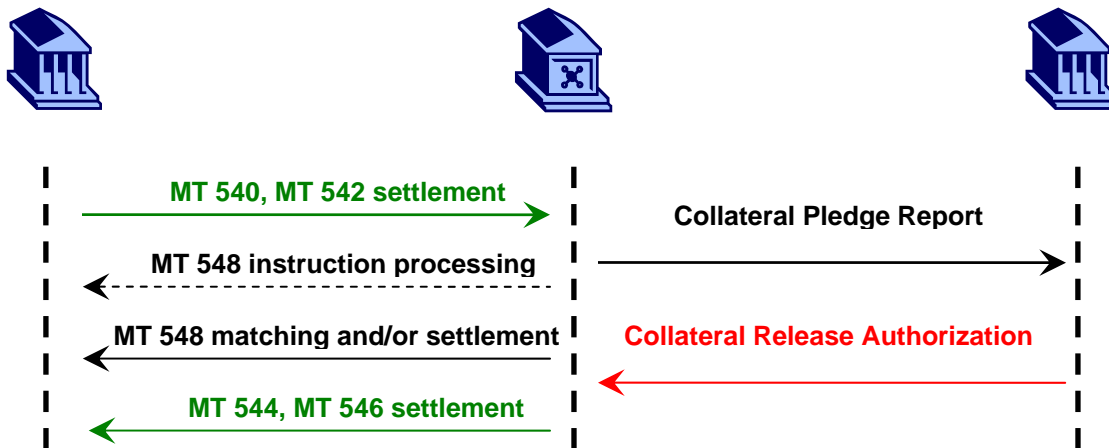 MT 540, MT 542 settlement
Collateral Pledge Report
MT 548 instruction processing
MT 548 matching and/or settlement
Collateral Release Authorization
MT 544, MT 546 settlement